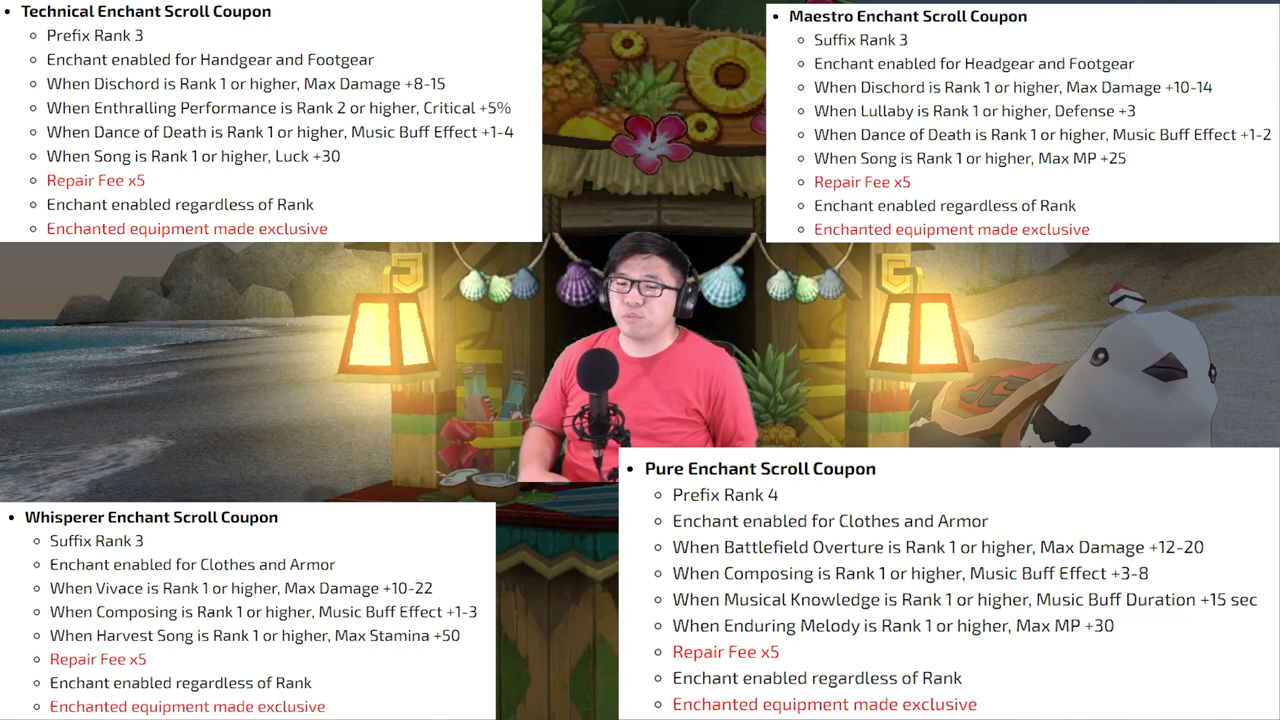 Technical Enchant Scroll Coupon
Prefix Rank 3
Enchant enabled for Handgear and Footgear
When Dischord is Rank 1 or higher, Max Damage +8-15
When Enthralling Performance is Rank 2 or higher, Critical +5%
When Dance of Death is Rank 1 or higher, Music Buff Effect +1-4
When Song is Rank 1 or higher, Luck +30
Repair Fee x5
Enchant enabled regardless of Rank
Enchanted equipment made exclusive
Maestro Enchant Scroll Coupon
Suffix Rank 3
Enchant enabled for Headgear and Footgear
When Dischord is Rank 1 or higher, Max Damage +10-14
When Lullaby is Rank 1 or higher, Defense +3
When Dance of Death is Rank 1 or higher, Music Buff Effect +1-2
When Song is Rank 1 or higher, Max MP +25
Repair Fee x5
Enchant enabled regardless of Rank
Enchanted equipment made exclusive
Whisperer Enchant Scroll Coupon
Suffix Rank 3
Enchant enabled for Clothes and Armor
When Vivace is Rank 1 or higher, Max Damage +10-22
When Composing is Rank 1 or higher, Music Buff Effect +1-3
When Harvest Song is Rank 1 or higher, Max Stamina +50
Repair Fee x5
Enchant enabled regardless of Rank
Enchanted equipment made exclusive
Pure Enchant Scroll Coupon
Prefix Rank 4
Enchant enabled for Clothes and Armor
When Battlefield Overture is Rank 1 or higher, Max Damage +12-20
When Composing is Rank 1 or higher, Music Buff Effect +3-8
When Musical Knowledge is Rank 1 or higher, Music Buff Duration +15 sec
When Enduring Melody is Rank 1 or higher, Max MP +30
Repair Fee x5
Enchant enabled regardless of Rank
Enchanted equipment made exclusive